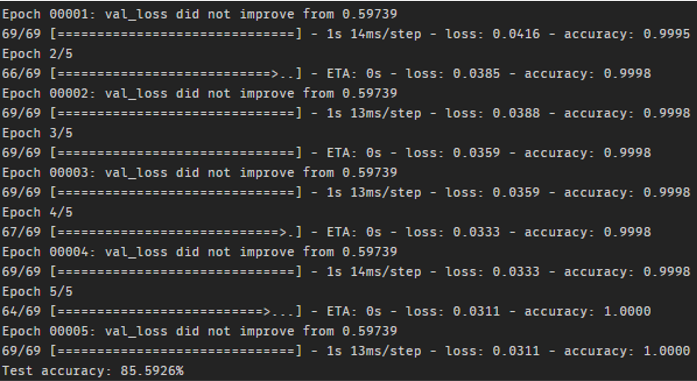 Epoch 00001: val_loss did not improve from 0.59739
69/69 [==============================] - 1s 14ms/step - loss: 0.0416 - accuracy: 0.9995
Epoch 2/5
66/69 [===========================>..] - ETA: 0s - loss: 0.0385 - accuracy: 0.9998
Epoch 00002: val_loss did not improve from 0.59739
69/69 [==============================] - 1s 13ms/step - loss: 0.0388 - accuracy: 0.9998
Epoch 3/5
69/69 [==============================] - ETA: 0s - loss: 0.0359 - accuracy: 0.9998
Epoch 00003: val_loss did not improve from 0.59739
69/69 [==============================] - 1s 13ms/step - loss: 0.0359 - accuracy: 0.9998
Epoch 4/5
67/69 [============================>.] - ETA: 0s - loss: 0.0333 - accuracy: 0.9998
Epoch 00004: val_loss did not improve from 0.59739
69/69 [==============================] - 1s 14ms/step - loss: 0.0333 - accuracy: 0.9998
Epoch 5/5
64/69 [==========================>...] - ETA: 0s - loss: 0.0311 - accuracy: 1.0000
Epoch 00005: val_loss did not improve from 0.59739
69/69 [==============================] - 1s 13ms/step - loss: 0.0311 - accuracy: 1.0000
Test accuracy: 85.5926%